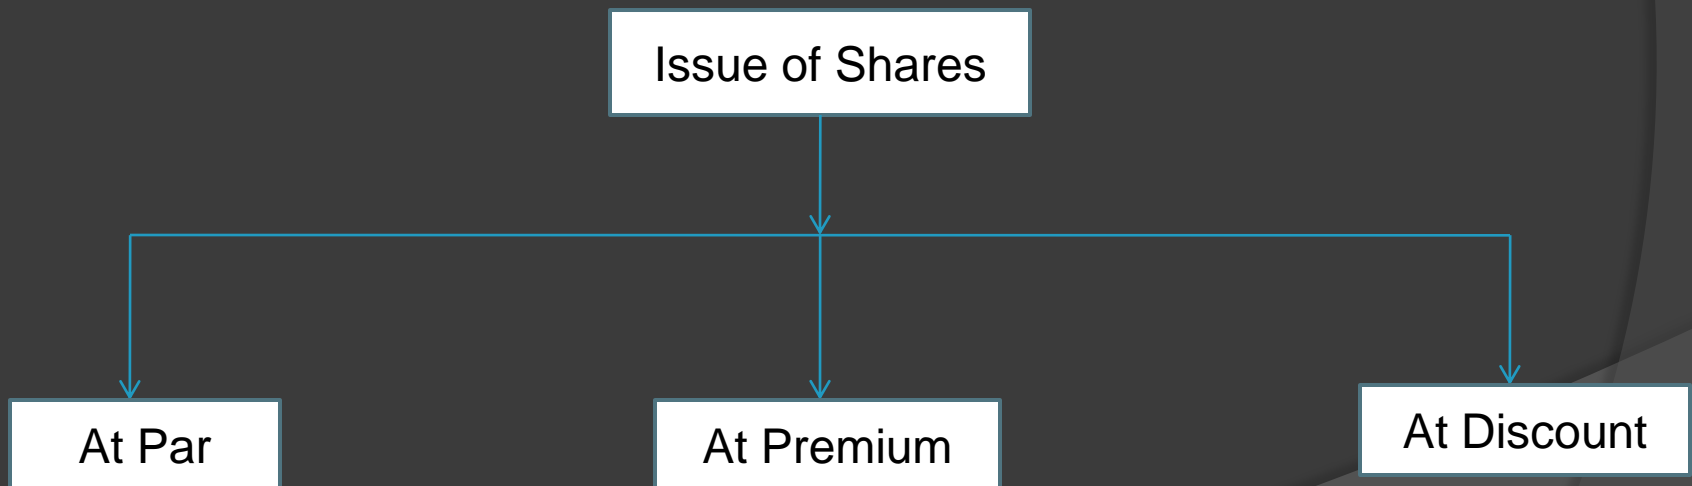 Issue of Shares
At Par
At Premium
At Discount